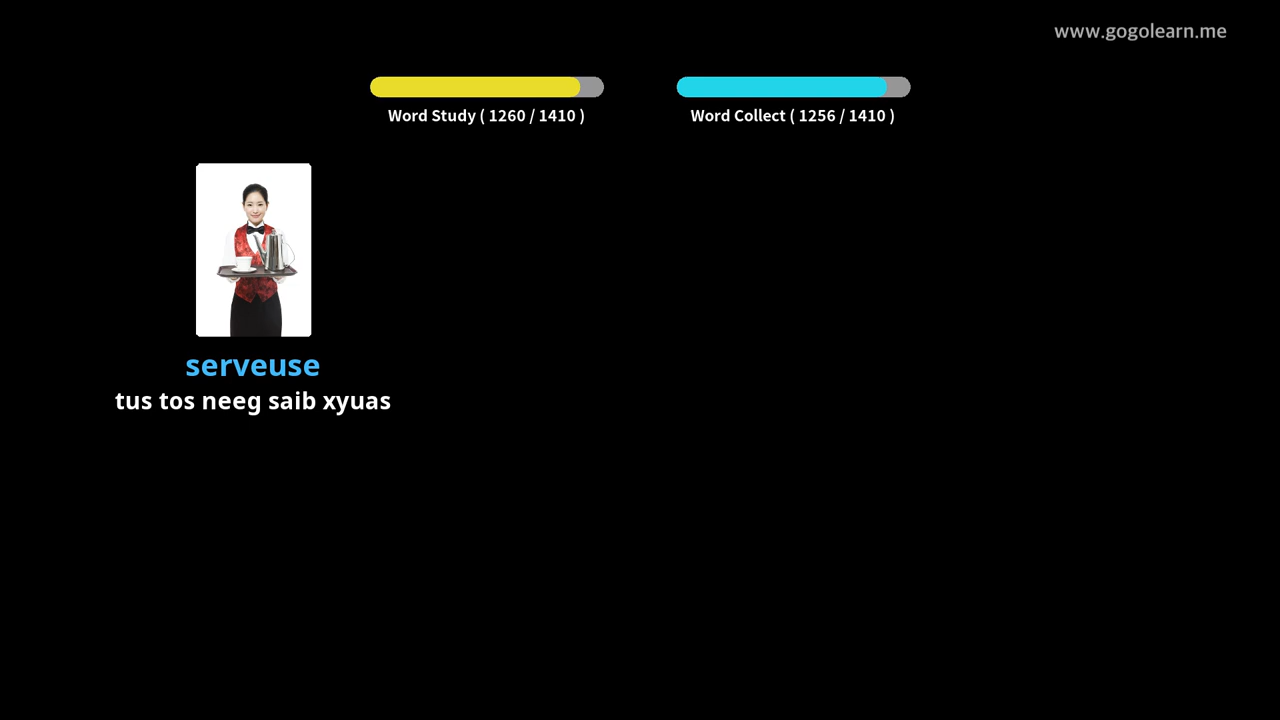 www.gogolearn.me
Word Study ( 1260 / 1410 )
Word Collect ( 1256 / 1410 )
serveuse
tus tos neeg saib xyuas